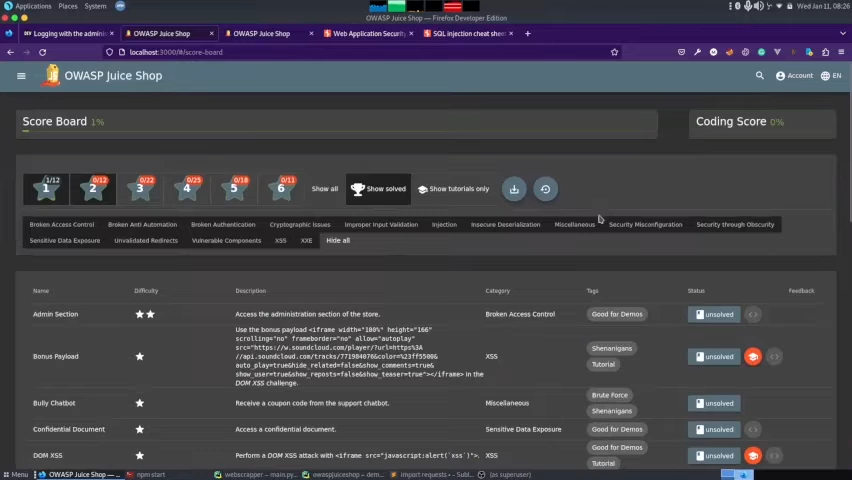 Applications Places System Wed Jan 11, 08:26
OWASP Juice Shop — Firefox Developer Edition
Logging with the adminis OWASP Juice Shop OWASP Juice Shop Web Application Security, SQL injection cheat sheet
localhost:3000/#/score-board
OWASP Juice Shop Account EN
Score Board 1% Coding Score 0%
1/12 0/12 0/22 0/25 0/18 0/11
1 2 3 4 5 6 Show all Show solved Show tutorials only
Broken Access Control Broken Anti Automation Broken Authentication Cryptographic Issues Improper Input Validation Injection Insecure Deserialization Miscellaneous Security Misconfiguration Security through Obscurity
Sensitive Data Exposure Unvalidated Redirects Vulnerable Components XSS XXE Hide all
Name Difficulty Description Category Tags Status Feedback
Admin Section Access the administration section of the store. Broken Access Control Good for Demos unsolved
Bonus Payload Use the bonus payload <iframe width="100%" height="166"
scrolling="no" frameborder="no" allow="autoplay"
src="https://w.soundcloud.com/player/?url=https%3A
//api.soundcloud.com/tracks/771984076&color=%23ff5500&
auto_play=true&hide_related=false&show_comments=true&
show_user=true&show_reposts=false&show_teaser=true"></iframe> in the
DOM XSS challenge. XSS Shenanigans Tutorial unsolved
Bully Chatbot Receive a coupon code from the support chatbot. Miscellaneous Brute Force Shenanigans unsolved
Confidential Document Access a confidential document. Sensitive Data Exposure Good for Demos unsolved
DOM XSS Perform a DOM XSS attack with <iframe src="javascript:alert(`xss`)">. XSS Good for Demos Tutorial unsolved
Menu OWASP Juice Shop — ... npm start webscrapper – main.py... owaspjuiceshop – dem... import requests • - Subl... (as superuser)